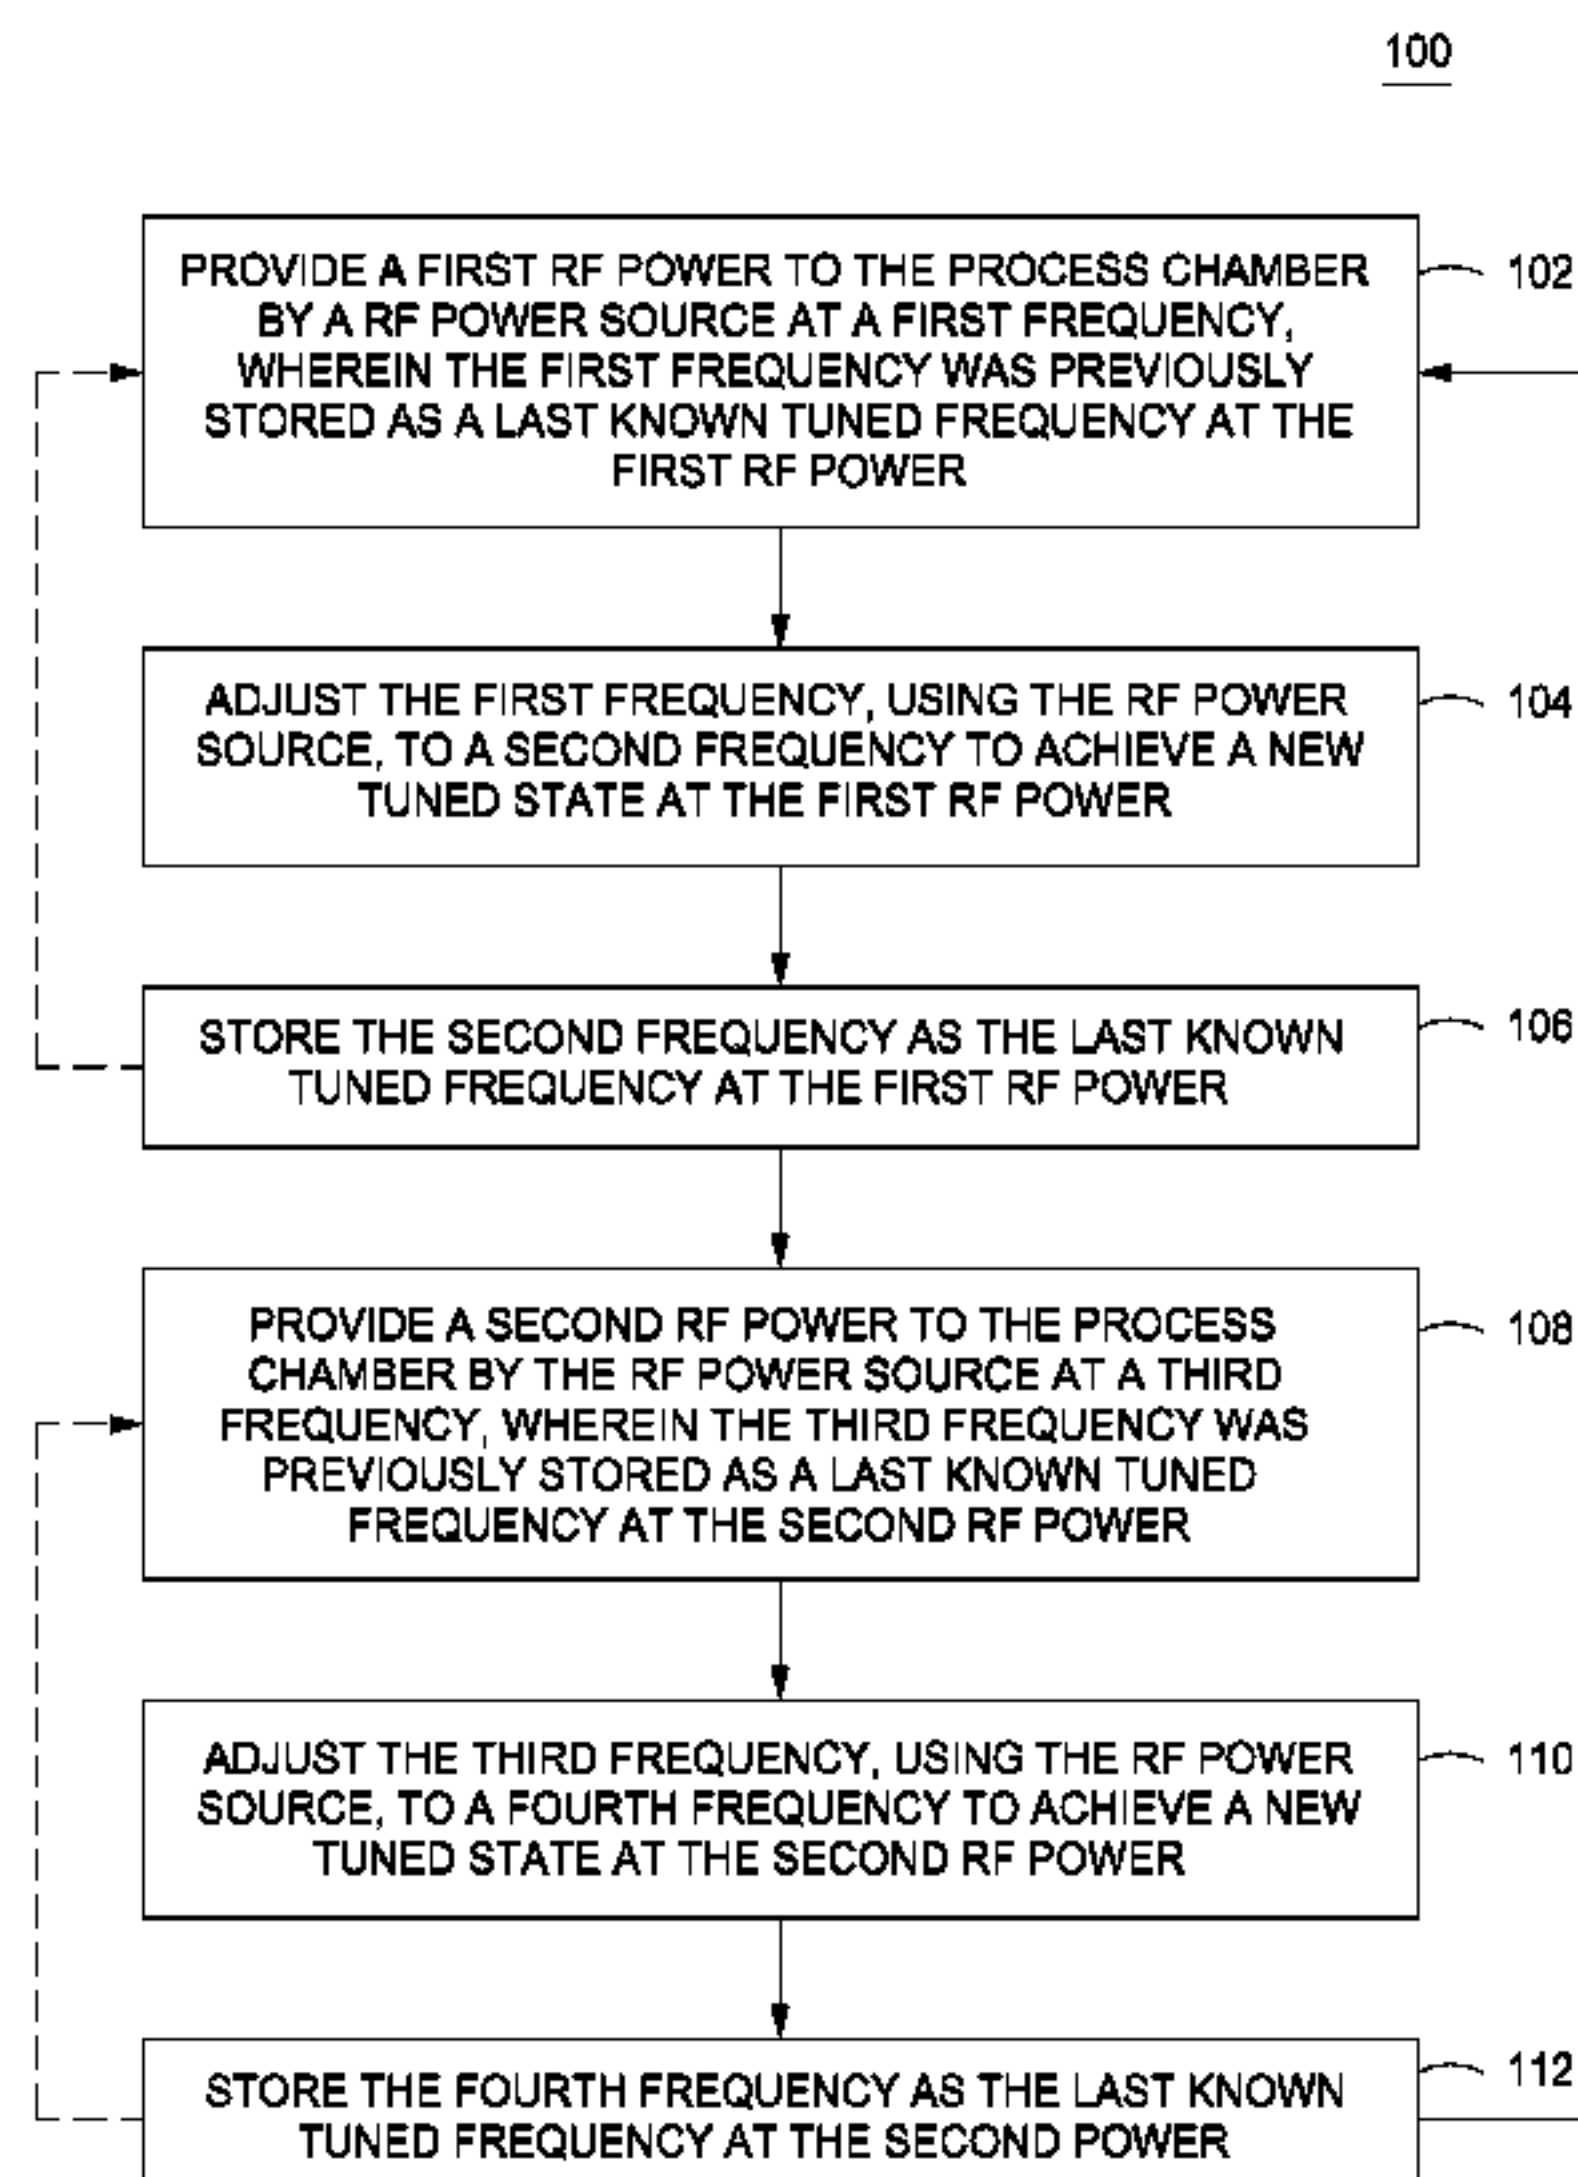 100
PROVIDE A FIRST RF POWER TO THE PROCESS CHAMBER
BY A RF POWER SOURCE AT A FIRST FREQUENCY,
WHEREIN THE FIRST FREQUENCY WAS PREVIOUSLY
STORED AS A LAST KNOWN TUNED FREQUENCY AT THE
FIRST RF POWER
102
ADJUST THE FIRST FREQUENCY, USING THE RF POWER
SOURCE, TO A SECOND FREQUENCY TO ACHIEVE A NEW
TUNED STATE AT THE FIRST RF POWER
104
STORE THE SECOND FREQUENCY AS THE LAST KNOWN
TUNED FREQUENCY AT THE FIRST RF POWER
106
PROVIDE A SECOND RF POWER TO THE PROCESS
CHAMBER BY THE RF POWER SOURCE AT A THIRD
FREQUENCY, WHEREIN THE THIRD FREQUENCY WAS
PREVIOUSLY STORED AS A LAST KNOWN TUNED
FREQUENCY AT THE SECOND RF POWER
108
ADJUST THE THIRD FREQUENCY, USING THE RF POWER
SOURCE, TO A FOURTH FREQUENCY TO ACHIEVE A NEW
TUNED STATE AT THE SECOND RF POWER
110
STORE THE FOURTH FREQUENCY AS THE LAST KNOWN
TUNED FREQUENCY AT THE SECOND POWER
112